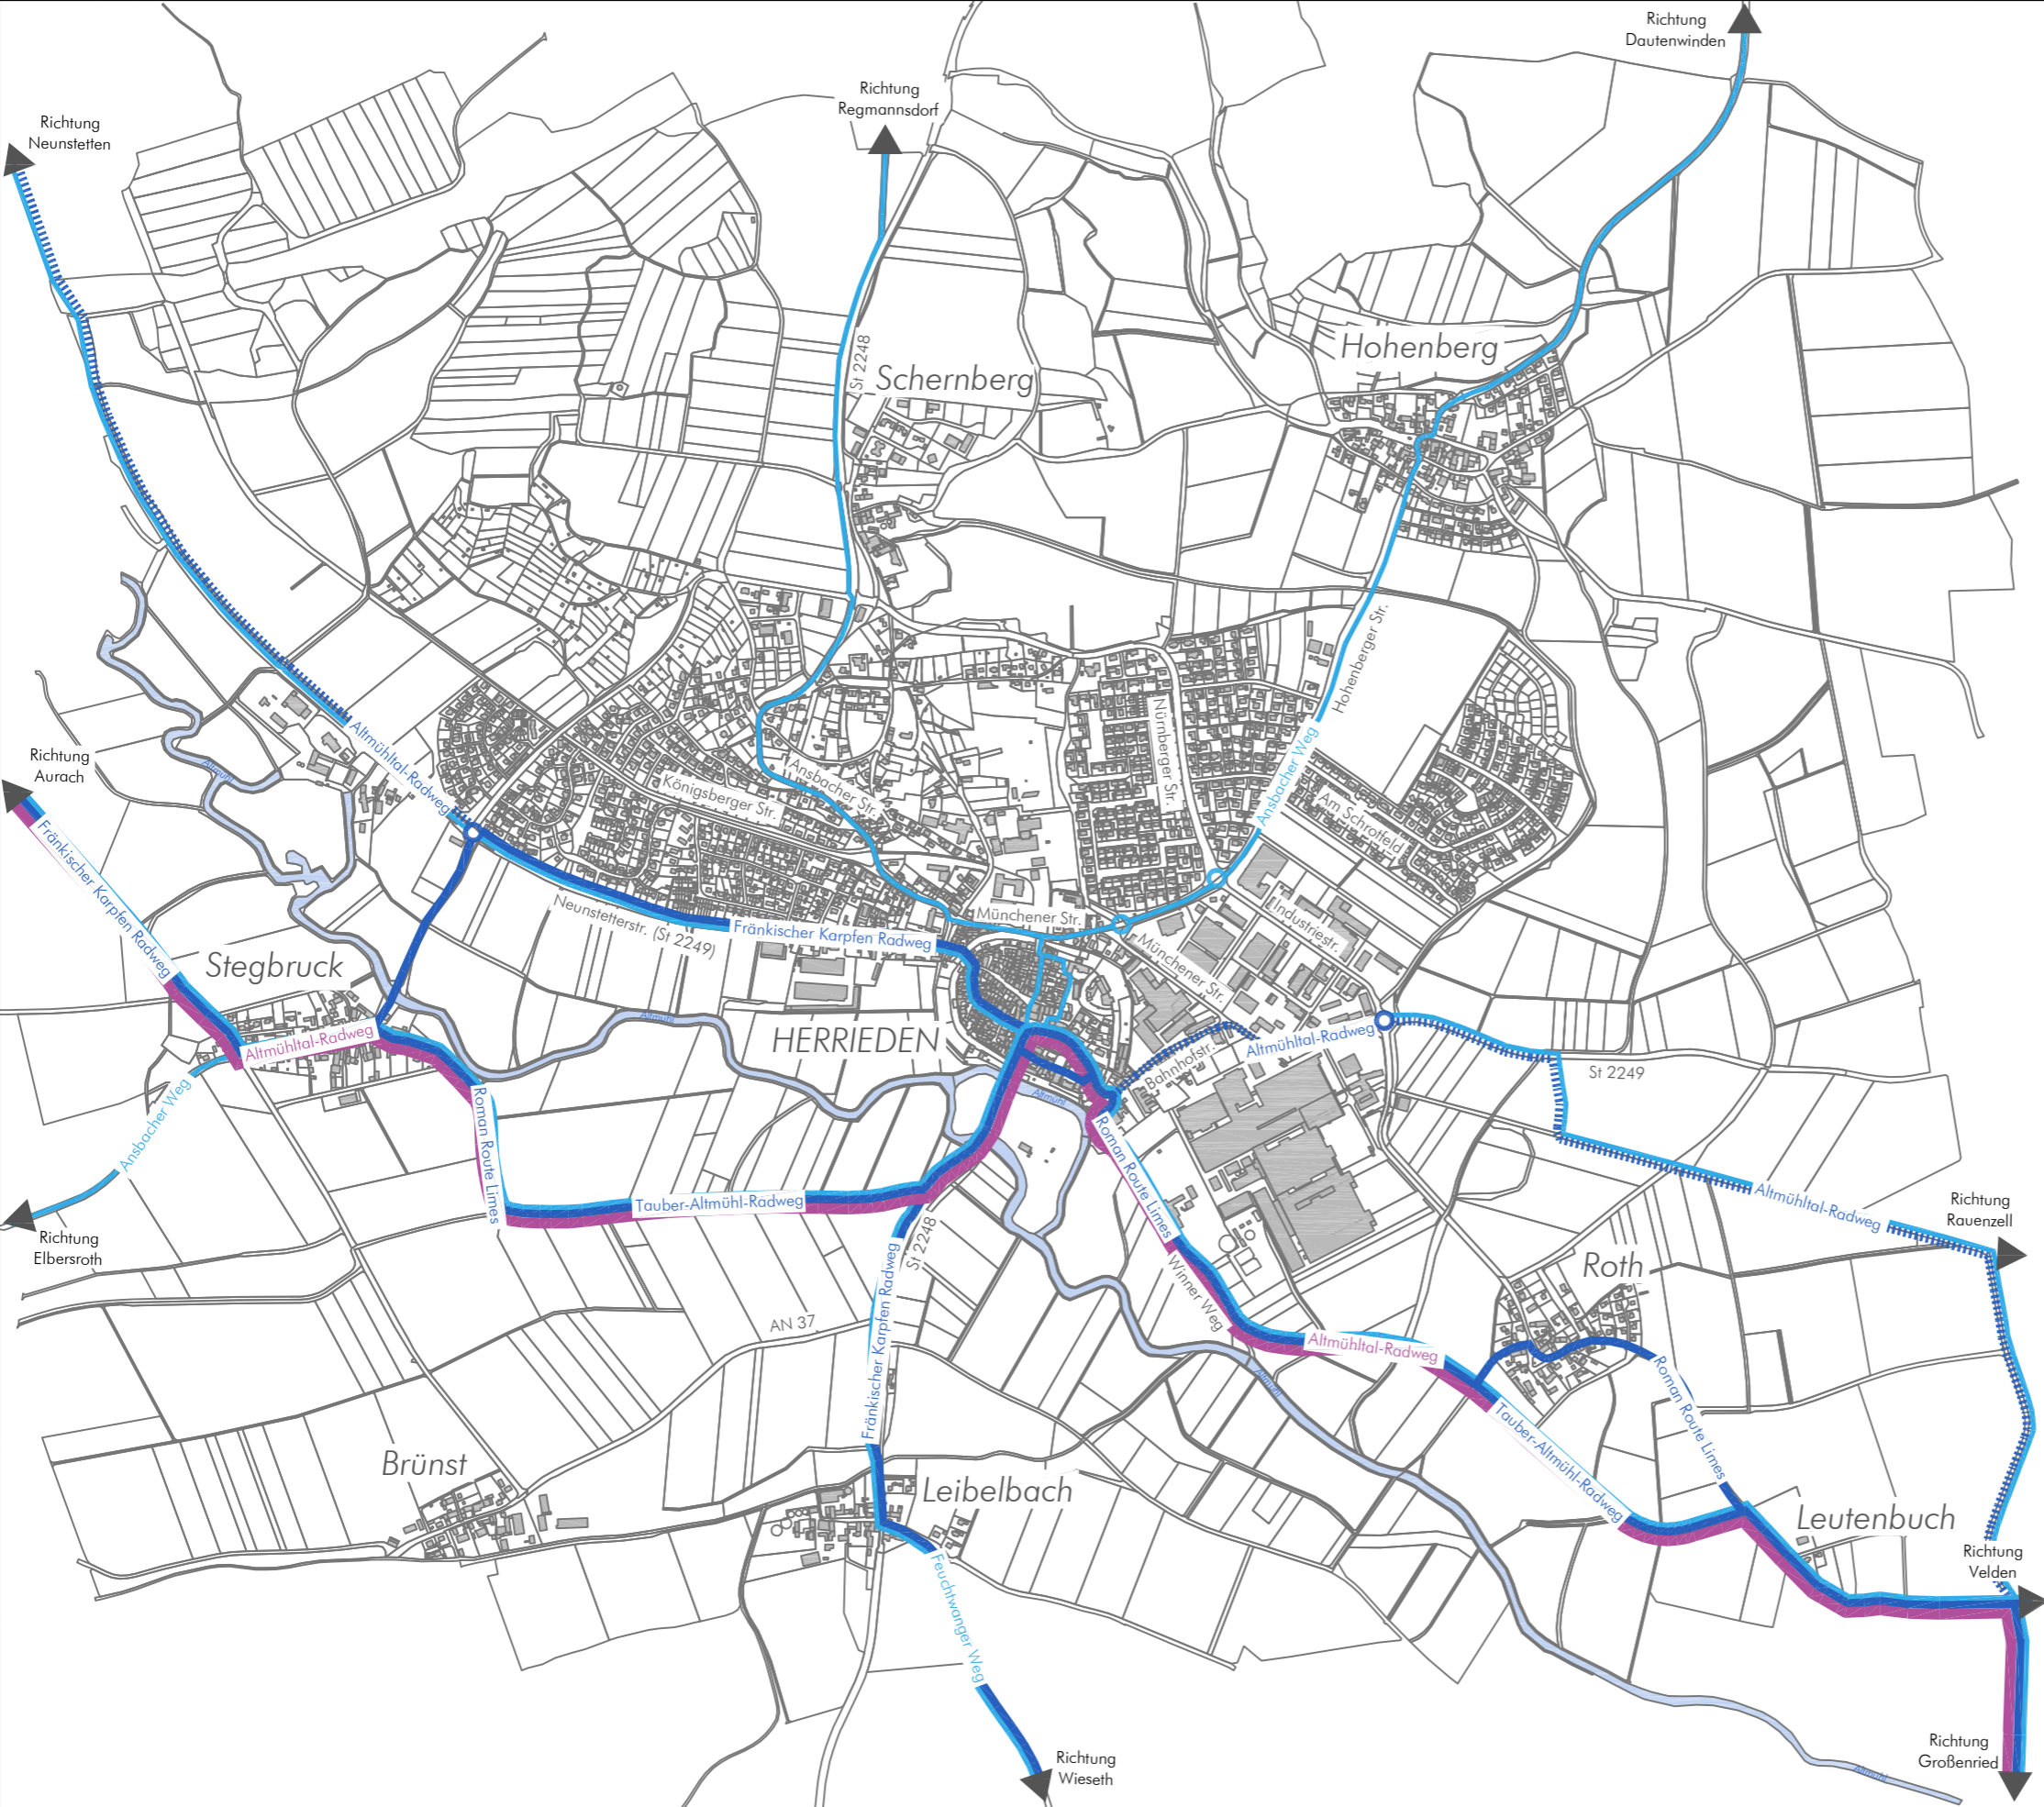 Richtung
Dautenwinden
Richtung
Regmannsdorf
Richtung
Neunstetten
Hohenberg
St 2248
Schernberg
Hohenberger Str.
Altmühltal-Radweg
Nürnberger Str.
Ansbacher Weg
Richtung
Aurach
Altmühl
Ansbacher Str.
Königsberger Str.
Am Schrotfeld
Fränkischer Karpfen Radweg
Neunstetterstr. (St 2249)
Fränkischer Karpfen Radweg
Münchener Str.
Industriestr.
Münchener Str.
Stegbruck
Altmühl
HERRIEDEN
Altmühltal-Radweg
Altmühltal-Radweg
Bahnhofstr.
St 2249
Ansbacher Weg
Roman Route Limes
Altmühl
Roman Route Limes
Tauber-Altmühl-Radweg
Altmühltal-Radweg
Richtung
Rauenzell
Richtung
Elbersroth
St 2248
Fränkischer Karpfen Radweg
Winner Weg
Roth
AN 37
Altmühltal-Radweg
Altmühl
Roman Route Limes
Tauber-Altmühl-Radweg
Brünst
Leibelbach
Leutenbuch
Richtung
Velden
Feuchtwanger Weg
Richtung
Wieseth
Richtung
Großenried
Altmühl